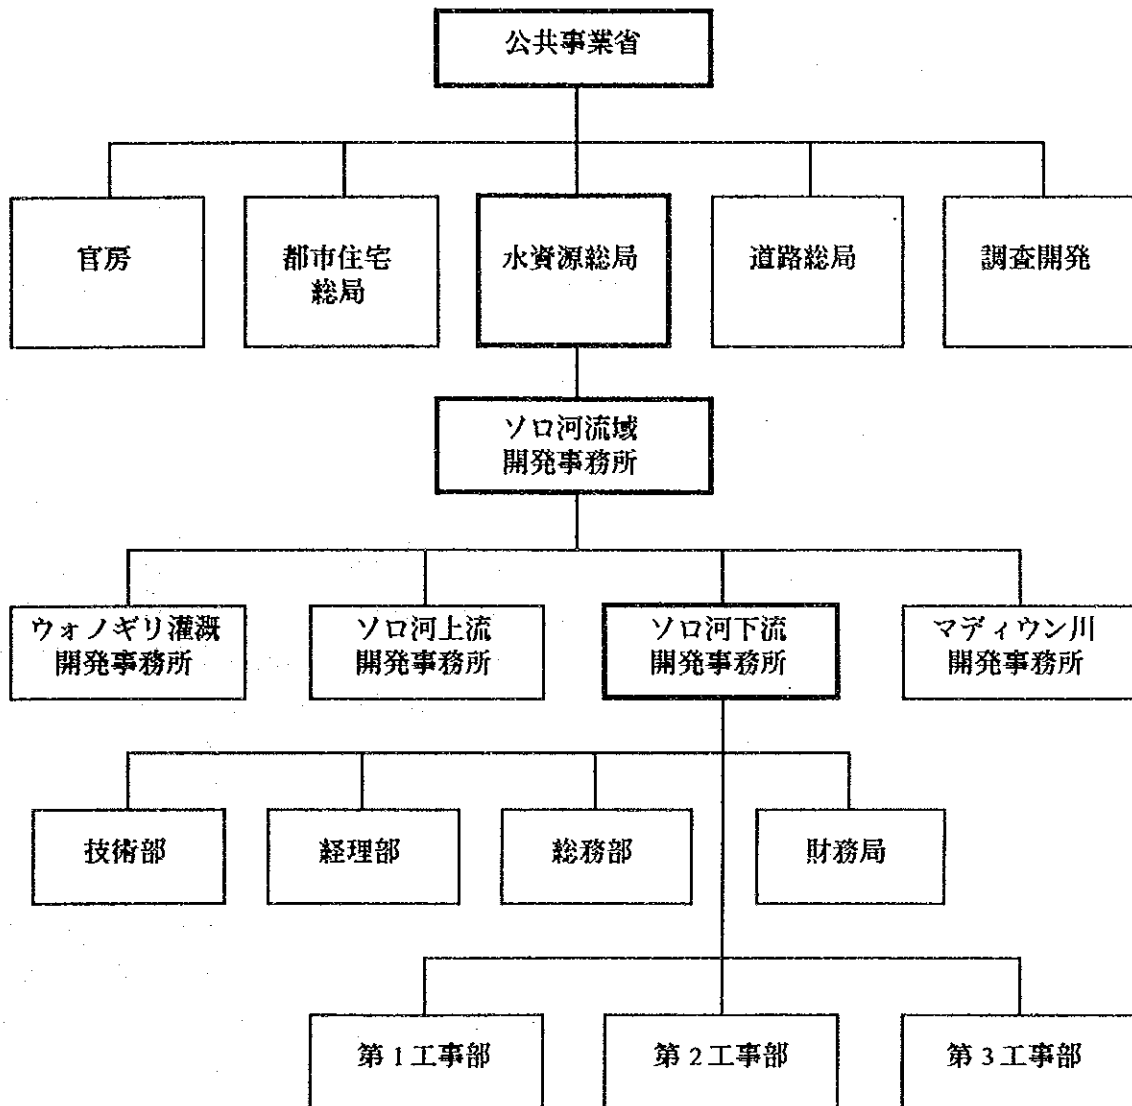 公共事業省
官房
都市住宅
総局
水資源総局
道路総局
調査開発
ソロ河流域
開発事務所
ウォノギリ灌漑
開発事務所
ソロ河上流
開発事務所
ソロ河下流
開発事務所
マディウン川
開発事務所
技術部
経理部
総務部
財務局
第1工事部
第2工事部
第3工事部